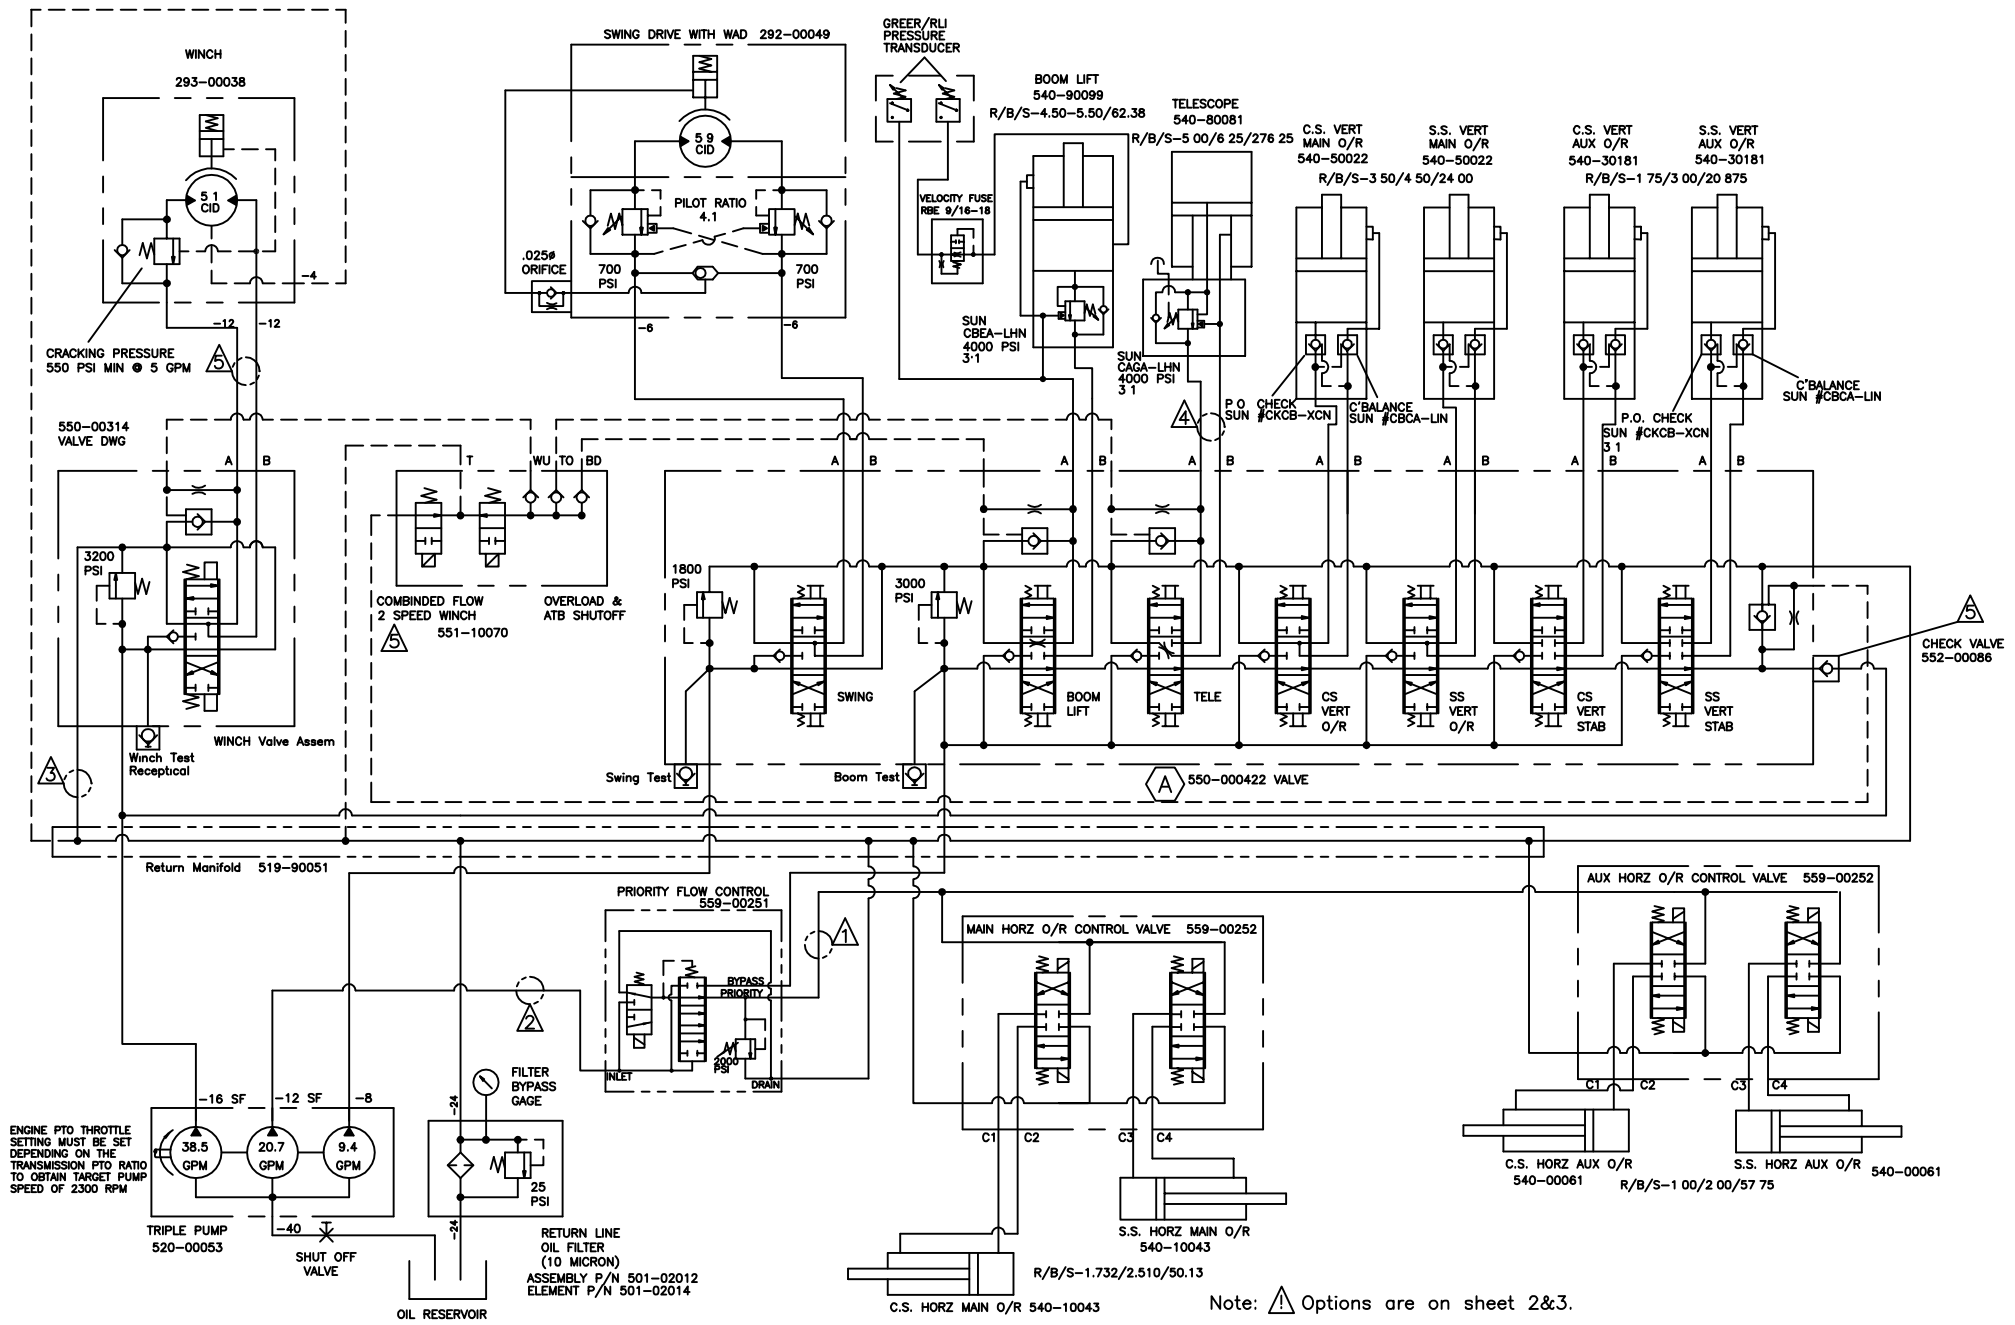 WINCH
293-00038
5 1
CID
-4
-12
-12
CRACKING PRESSURE
550 PSI MIN @ 5 GPM
5
SWING DRIVE WITH WAD 292-00049
5 9
CID
PILOT RATIO
4.1
.025ø
ORIFICE
700
PSI
700
PSI
-6
-6
GREER/RLI
PRESSURE
TRANSDUCER
BOOM LIFT
540-90099
R/B/S-4.50-5.50/62.38
VELOCITY FUSE
RBE 9/16-18
SUN
CBEA-LHN
4000 PSI
3·1
TELESCOPE
540-80081
R/B/S-5 00/6 25/276 25
SUN
CAGA-LHN
4000 PSI
3 1
4
C.S. VERT
MAIN O/R
540-50022
S.S. VERT
MAIN O/R
540-50022
R/B/S-3 50/4 50/24 00
C.S. VERT
AUX O/R
540-30181
S.S. VERT
AUX O/R
540-30181
R/B/S-1 75/3 00/20 875
P.O CHECK
SUN #CKCB-XCN
C'BALANCE
SUN #CBCA-LIN
P.O. CHECK
SUN #CKCB-XCN
3 1
C'BALANCE
SUN #CBCA-LIN
550-00314
VALVE DWG
A B
T WU TO BD
A B
A B
A B
A B
A B
A B
A B
3200
PSI
WINCH Valve Assem
Winch Test
Receptical
3
COMBINDED FLOW
2 SPEED WINCH
5
551-10070
OVERLOAD &
ATB SHUTOFF
1800
PSI
3000
PSI
SWING
BOOM
LIFT
TELE
CS
VERT
O/R
SS
VERT
O/R
CS
VERT
STAB
SS
VERT
STAB
5
CHECK VALVE
552-00086
Swing Test
Boom Test
A 550-000422 VALVE
Return Manifold 519-90051
PRIORITY FLOW CONTROL
559-00251
BYPASS
PRIORITY
2000
PSI
INLET
DRAIN
1
2
MAIN HORZ O/R CONTROL VALVE 559-00252
C1 C2 C3 C4
AUX HORZ O/R CONTROL VALVE 559-00252
C1 C2 C3 C4
-16 SF -12 SF -8
38.5
GPM
20.7
GPM
9.4
GPM
ENGINE PTO THROTTLE
SETTING MUST BE SET
DEPENDING ON THE
TRANSMISSION PTO RATIO
TO OBTAIN TARGET PUMP
SPEED OF 2300 RPM
TRIPLE PUMP
520-00053
-40
SHUT OFF
VALVE
FILTER
BYPASS
GAGE
-24
25
PSI
-24
RETURN LINE
OIL FILTER
(10 MICRON)
ASSEMBLY P/N 501-02012
ELEMENT P/N 501-02014
OIL RESERVOIR
S.S. HORZ MAIN O/R
540-10043
R/B/S-1.732/2.510/50.13
C.S. HORZ MAIN O/R 540-10043
C.S. HORZ AUX O/R
540-00061
S.S. HORZ AUX O/R 540-00061
R/B/S-1 00/2 00/57 75
Note: ! Options are on sheet 2&3.